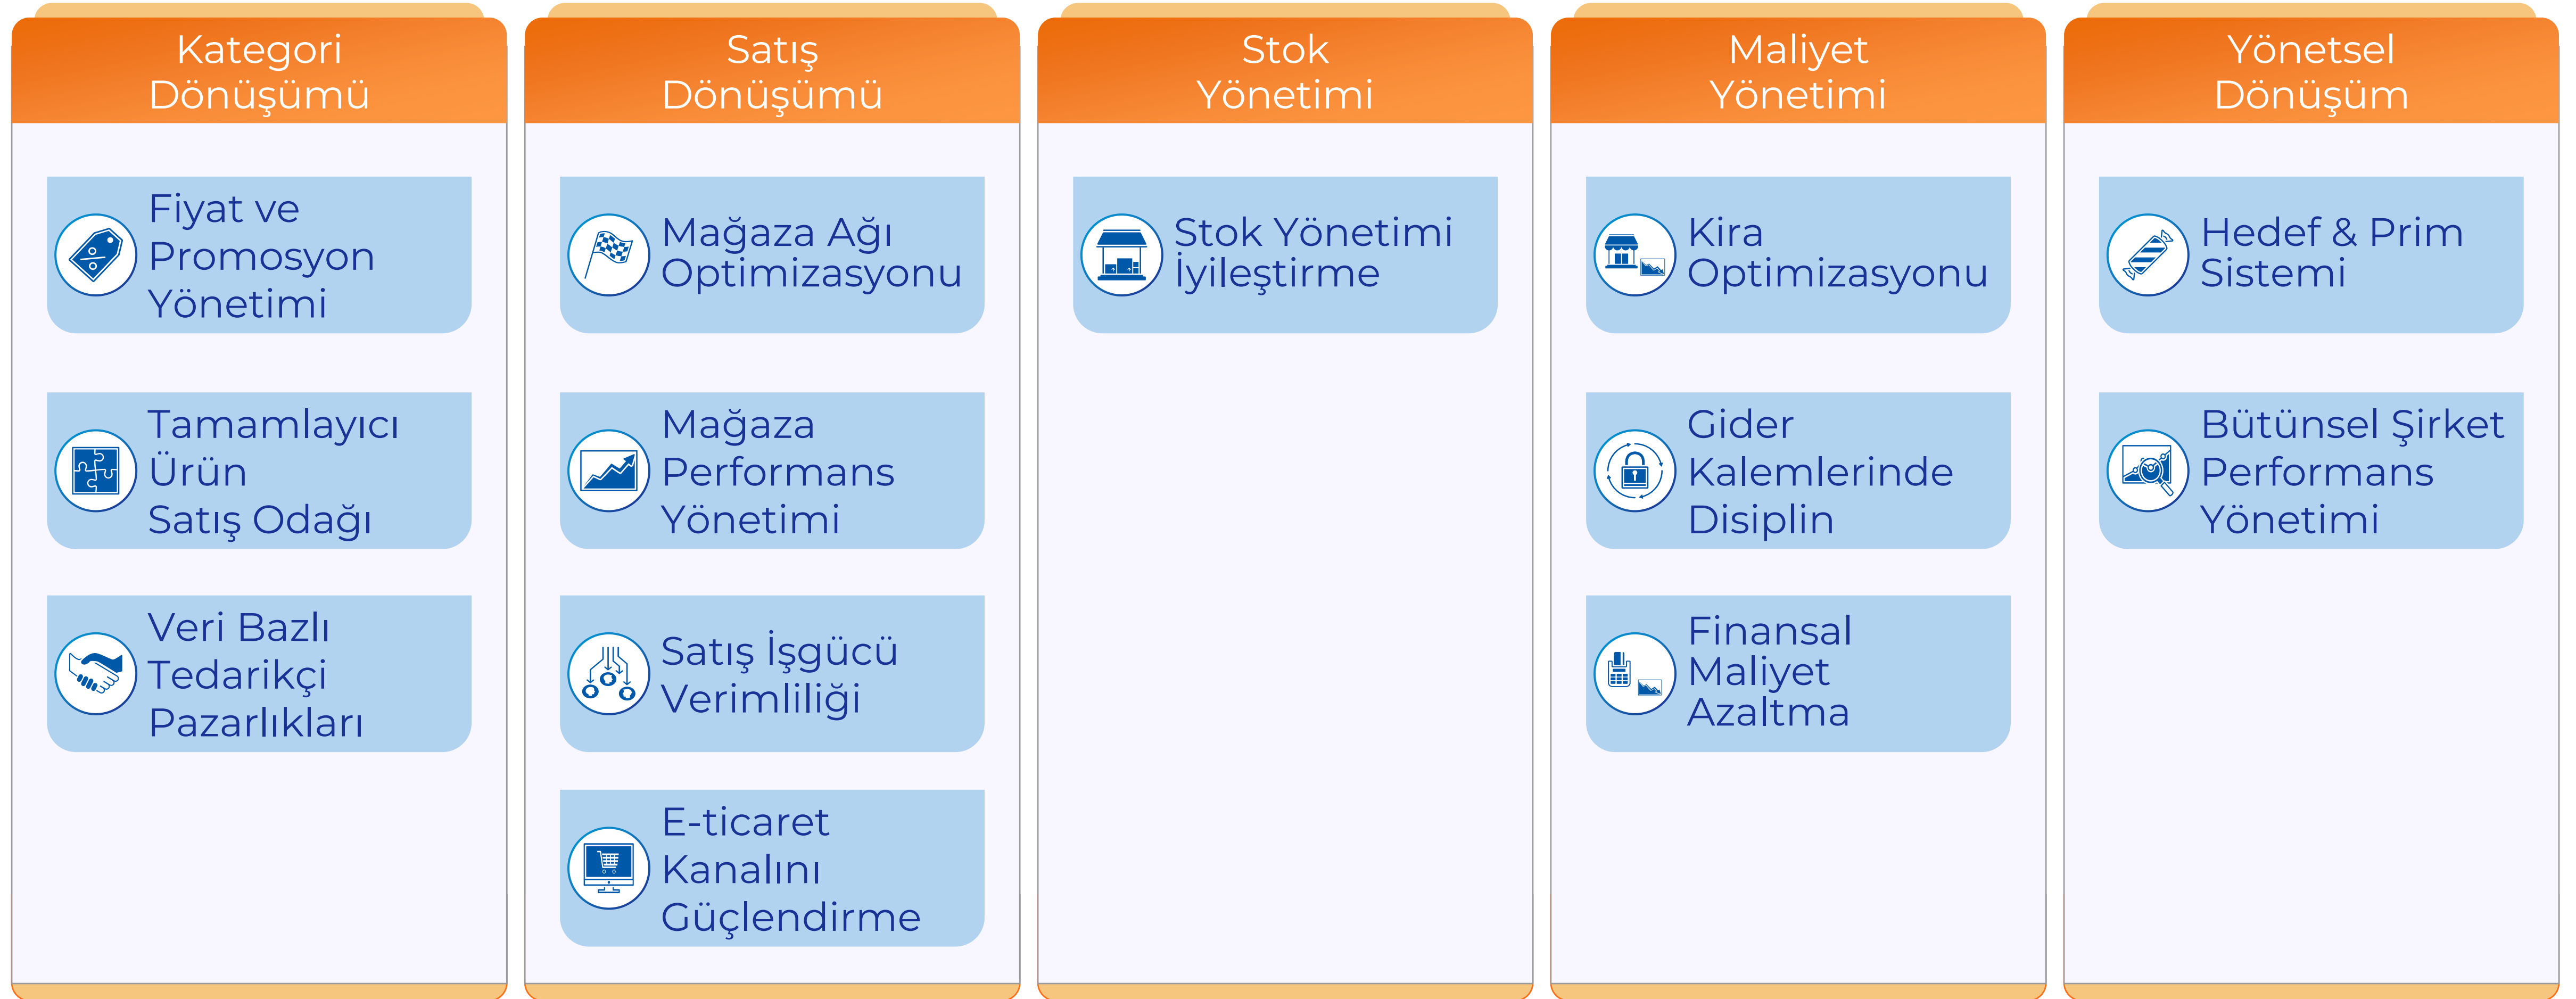 Kategori
Dönüşümü
Fiyat ve
Promosyon
Yönetimi
Tamamlayıcı
Ürün
Satış Odağı
Veri Bazlı
Tedarikçi
Pazarlıkları
Satış
Dönüşümü
Mağaza Ağı
Optimizasyonu
Mağaza
Performans
Yönetimi
Satış İşgücü
Verimliliği
E-ticaret
Kanalını
Güçlendirme
Stok
Yönetimi
Stok Yönetimi
İyileştirme
Maliyet
Yönetimi
Kira
Optimizasyonu
Gider
Kalemlerinde
Disiplin
Finansal
Maliyet
Azaltma
Yönetsel
Dönüşüm
Hedef & Prim
Sistemi
Bütünsel Şirket
Performans
Yönetimi